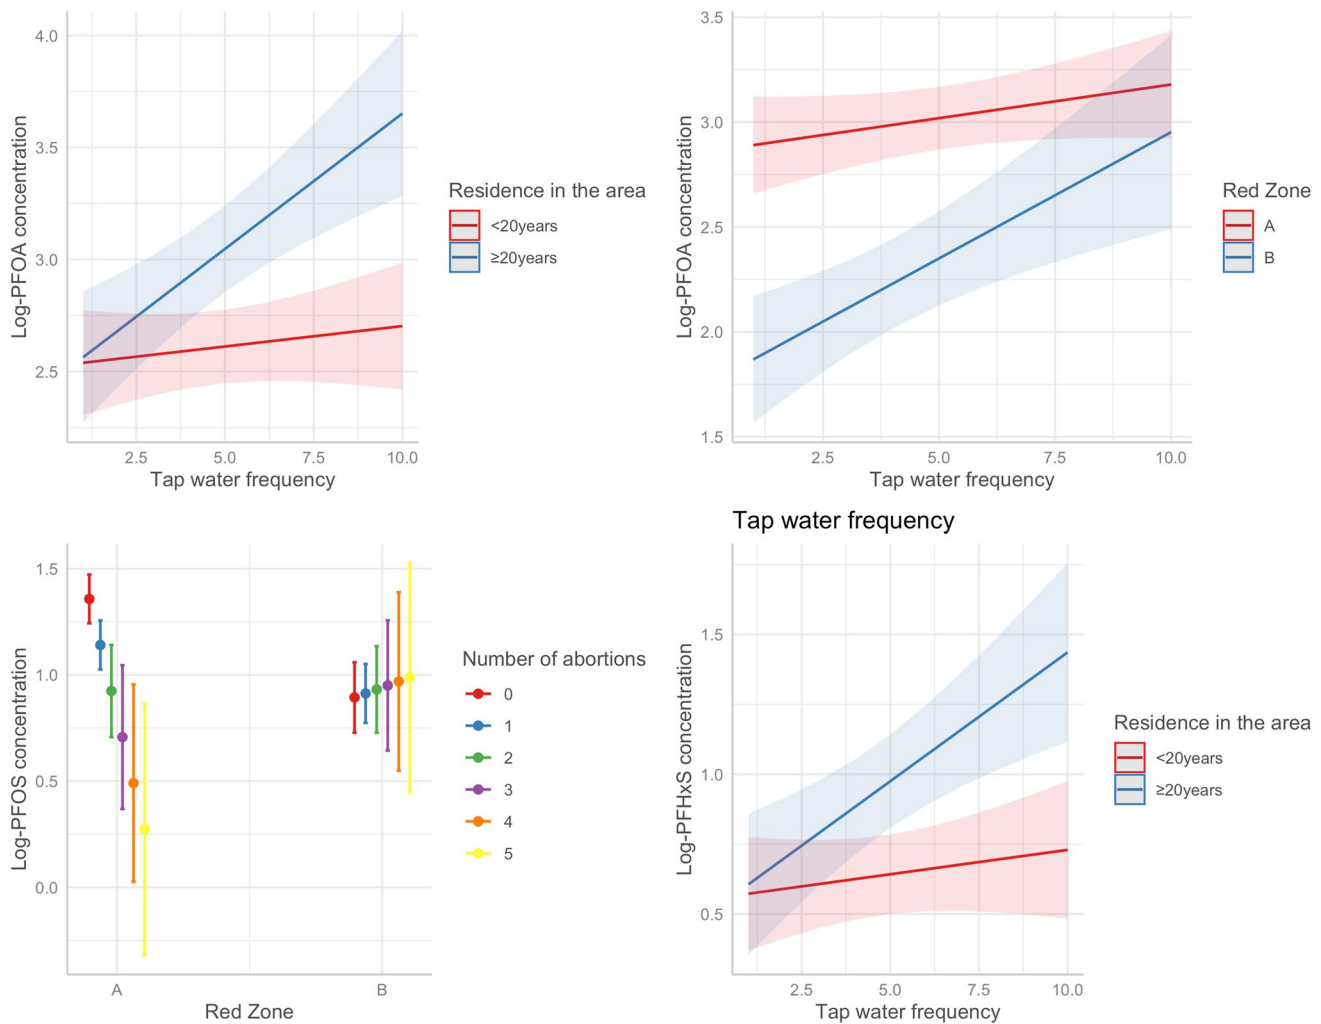 4.0
3.5
3.0
2.5
Log-PFOA concentration
2.5
5.0
7.5
10.0
Tap water frequency
Residence in the area
<20years
≥20years
3.5
3.0
2.5
2.0
1.5
Log-PFOA concentration
2.5
5.0
7.5
10.0
Tap water frequency
Red Zone
A
B
1.5
1.0
0.5
0.0
Log-PFOS concentration
A
B
Red Zone
Number of abortions
0
1
2
3
4
5
Tap water frequency
1.5
1.0
0.5
Log-PFHxS concentration
2.5
5.0
7.5
10.0
Tap water frequency
Residence in the area
<20years
≥20years